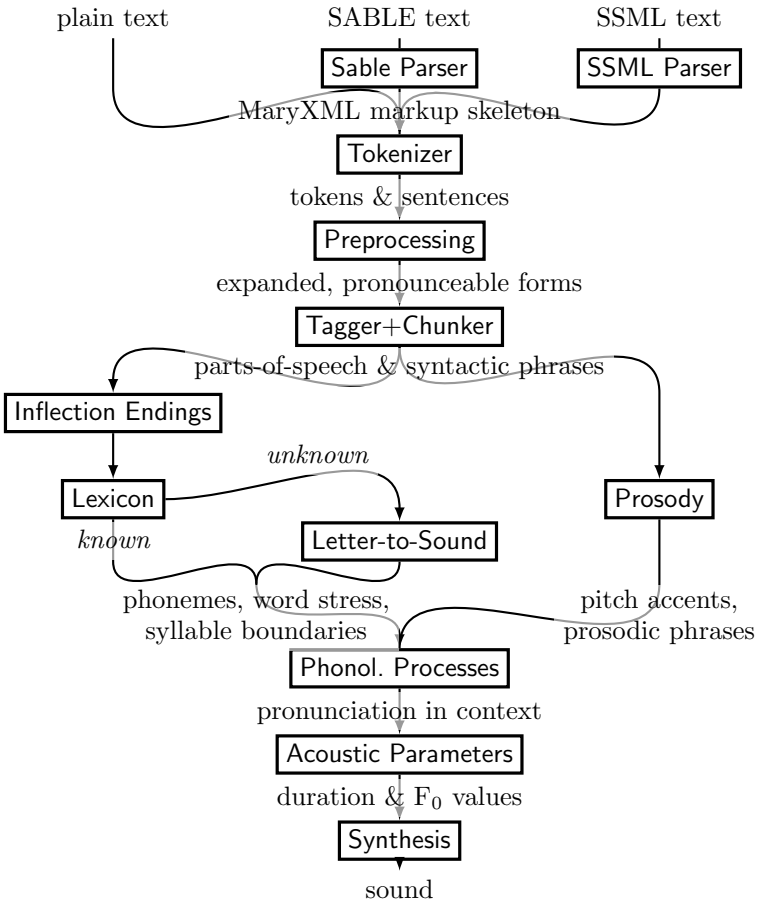 plain text
SABLE text
SSML text
Sable Parser
SSML Parser
MaryXML markup skeleton
Tokenizer
tokens & sentences
Preprocessing
expanded, pronounceable forms
Tagger+Chunker
parts-of-speech & syntactic phrases
Inflection Endings
unknown
Lexicon
Prosody
known
Letter-to-Sound
phonemes, word stress,
syllable boundaries
pitch accents,
prosodic phrases
Phonol. Processes
pronunciation in context
Acoustic Parameters
duration & F₀ values
Synthesis
sound